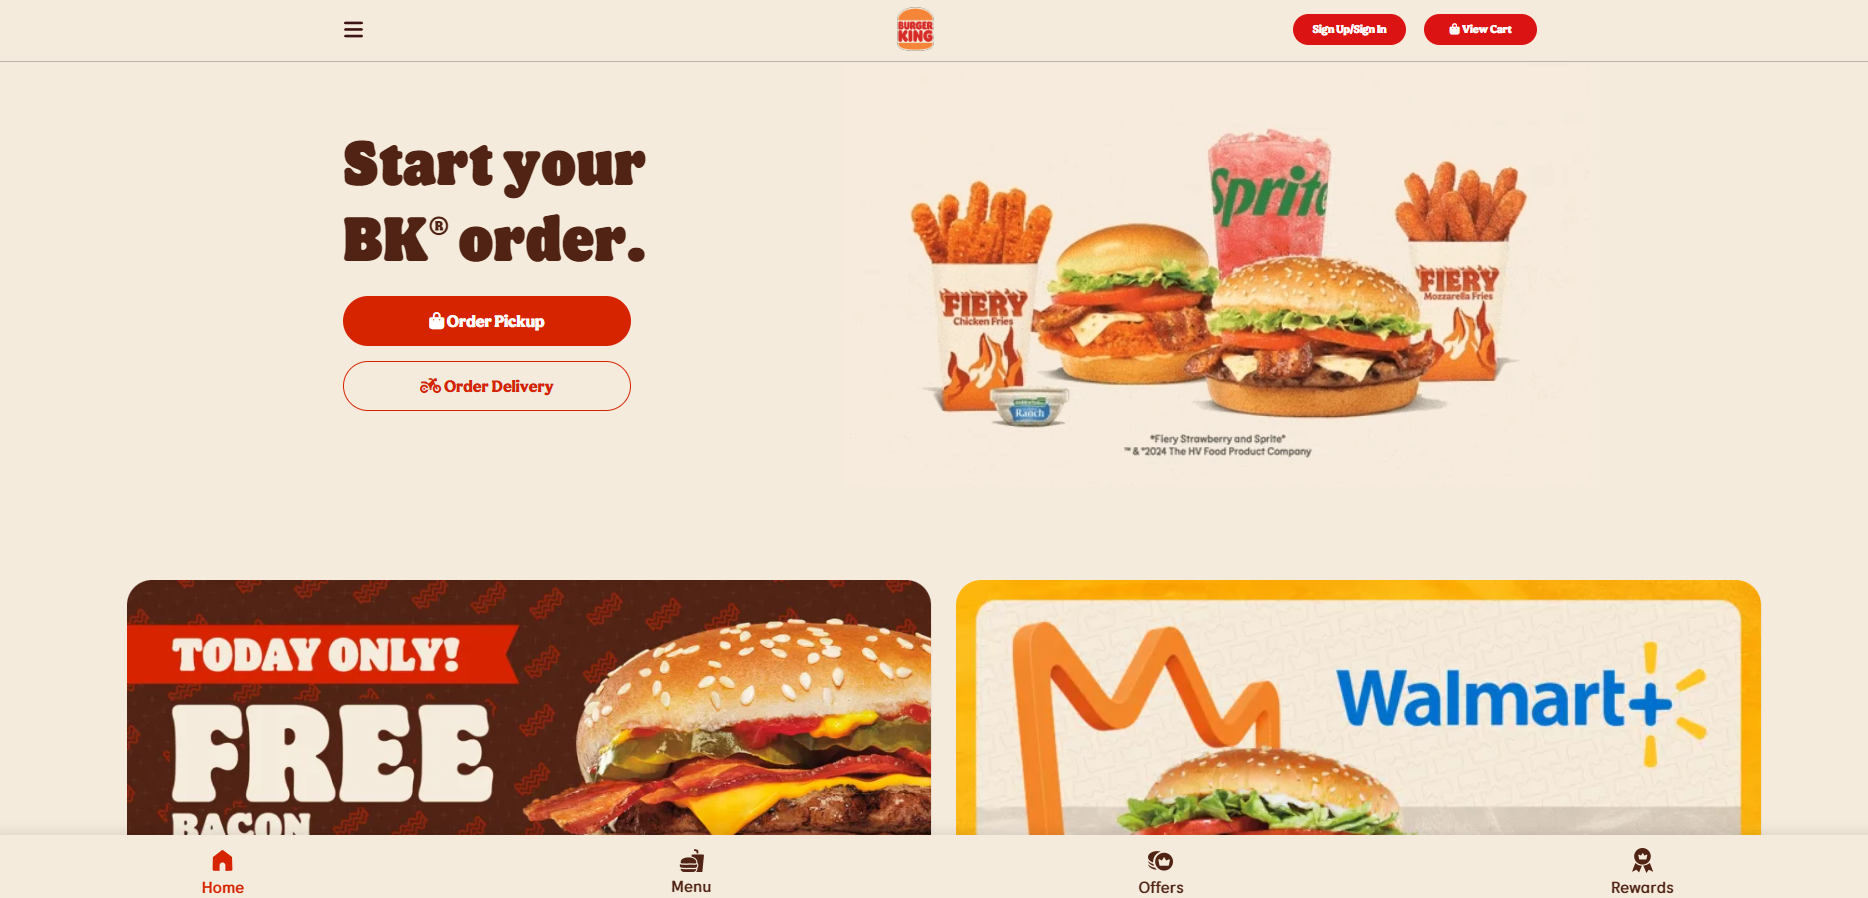 BURGER
KING
Sign Up/Sign In
View Cart
Start your
BK® order.
Order Pickup
Order Delivery
Sprite
FIERY
Chicken Fries
FIERY
Mozzarella Fries
Ranch
*Fiery Strawberry and Sprite*
™ & ©2024 The HV Food Product Company
TODAY ONLY!
FREE
BACON
Walmart+
Home
Menu
Offers
Rewards